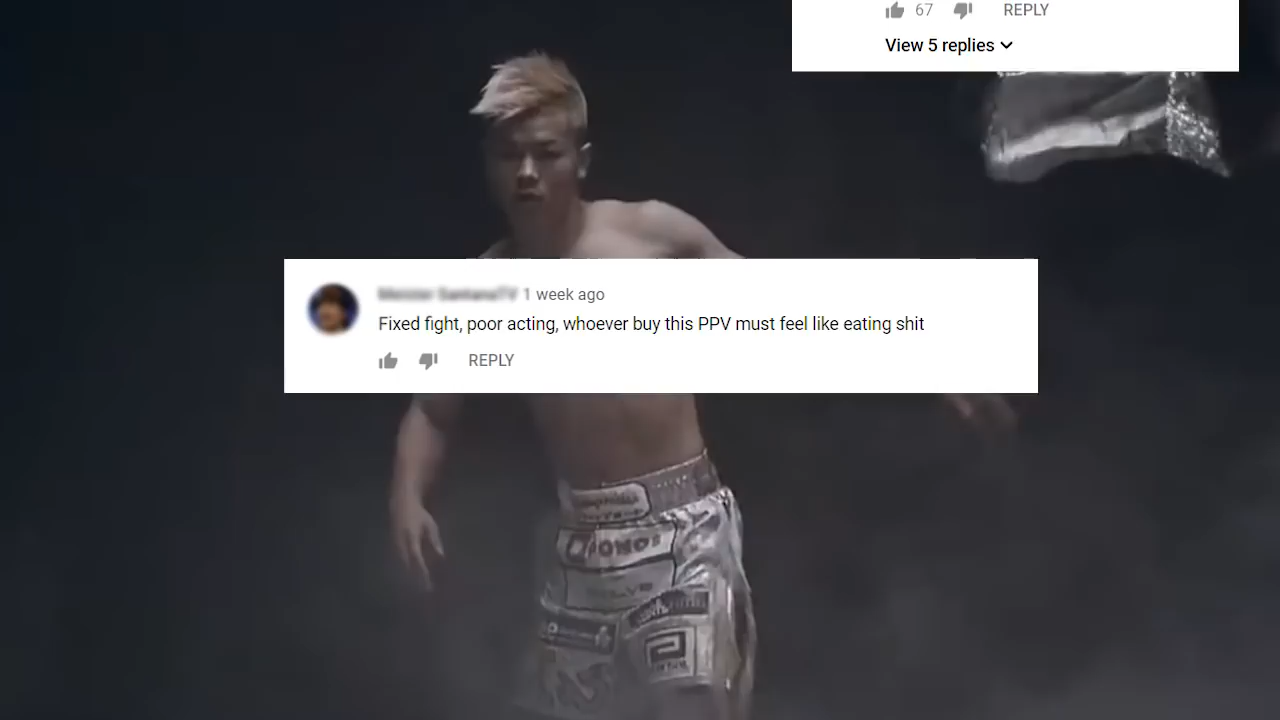 67 REPLY
View 5 replies
1 week ago
Fixed fight, poor acting, whoever buy this PPV must feel like eating shit
REPLY